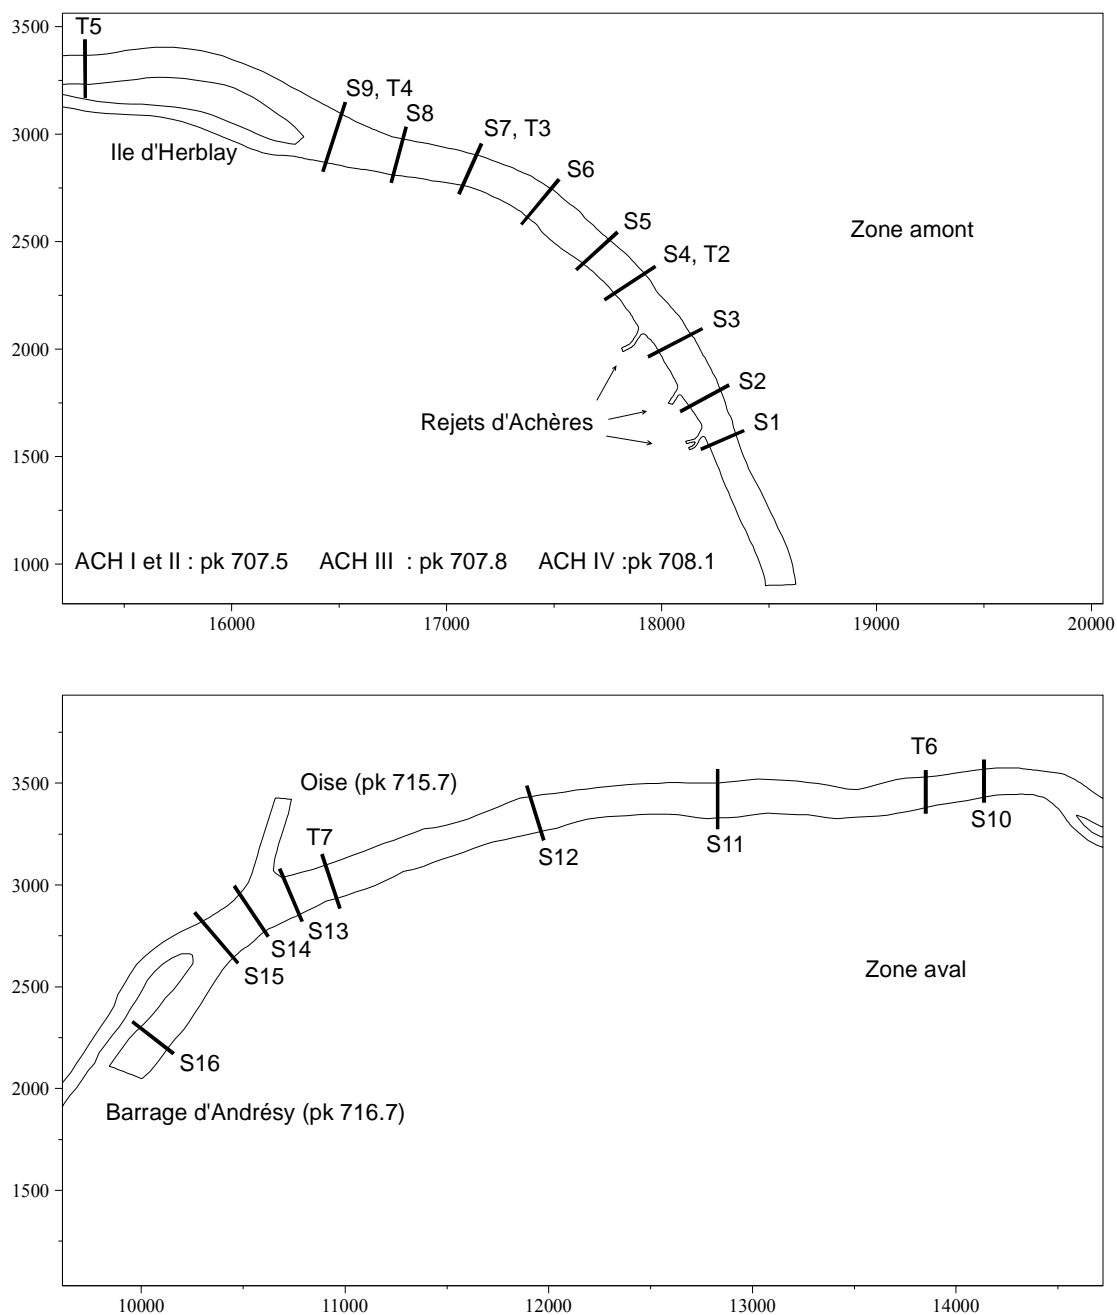 3500
T5
S9, T4
S8
3000
S7, T3
Ile d'Herblay
S6
S5
Zone amont
2500
S4, T2
S3
2000
S2
Rejets d'Achères
S1
1500
ACH I et II : pk 707.5 ACH III : pk 707.8 ACH IV :pk 708.1
1000
16000 17000 18000 19000 20000
T6
Oise (pk 715.7)
3500
S10
T7
S11
S12
3000
S13
S14
S15
Zone aval
2500
S16
2000
Barrage d'Andrésy (pk 716.7)
1500
10000 11000 12000 13000 14000